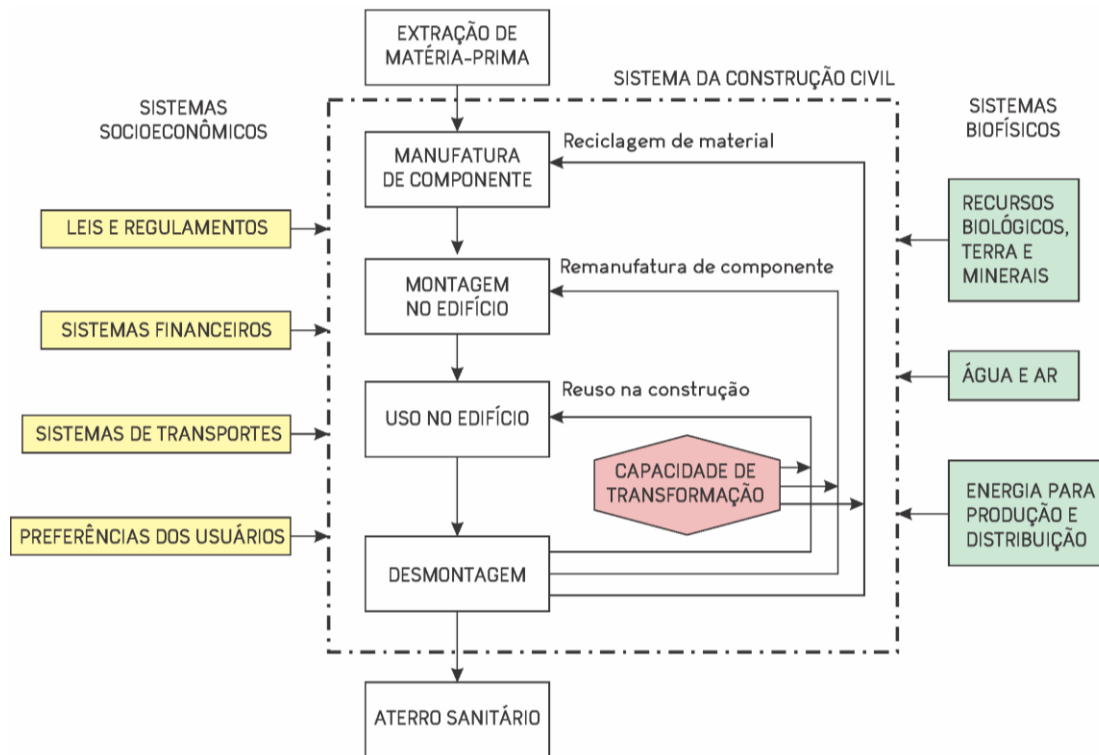 EXTRAÇÃO DE
MATÉRIA-PRIMA
SISTEMA DA CONSTRUÇÃO CIVIL
SISTEMAS
SOCIOECONÔMICOS
SISTEMAS
BIOFÍSICOS
MANUFATURA
DE COMPONENTE
Reciclagem de material
LEIS E REGULAMENTOS
RECURSOS
BIOLÓGICOS,
TERRA E
MINERAIS
MONTAGEM
NO EDIFÍCIO
Remanufatura de componente
SISTEMAS FINANCEIROS
ÁGUA E AR
USO NO EDIFÍCIO
Reuso na construção
SISTEMAS DE TRANSPORTES
CAPACIDADE DE
TRANSFORMAÇÃO
ENERGIA PARA
PRODUÇÃO E
DISTRIBUIÇÃO
PREFERÊNCIAS DOS USUÁRIOS
DESMONTAGEM
ATERRO SANITÁRIO